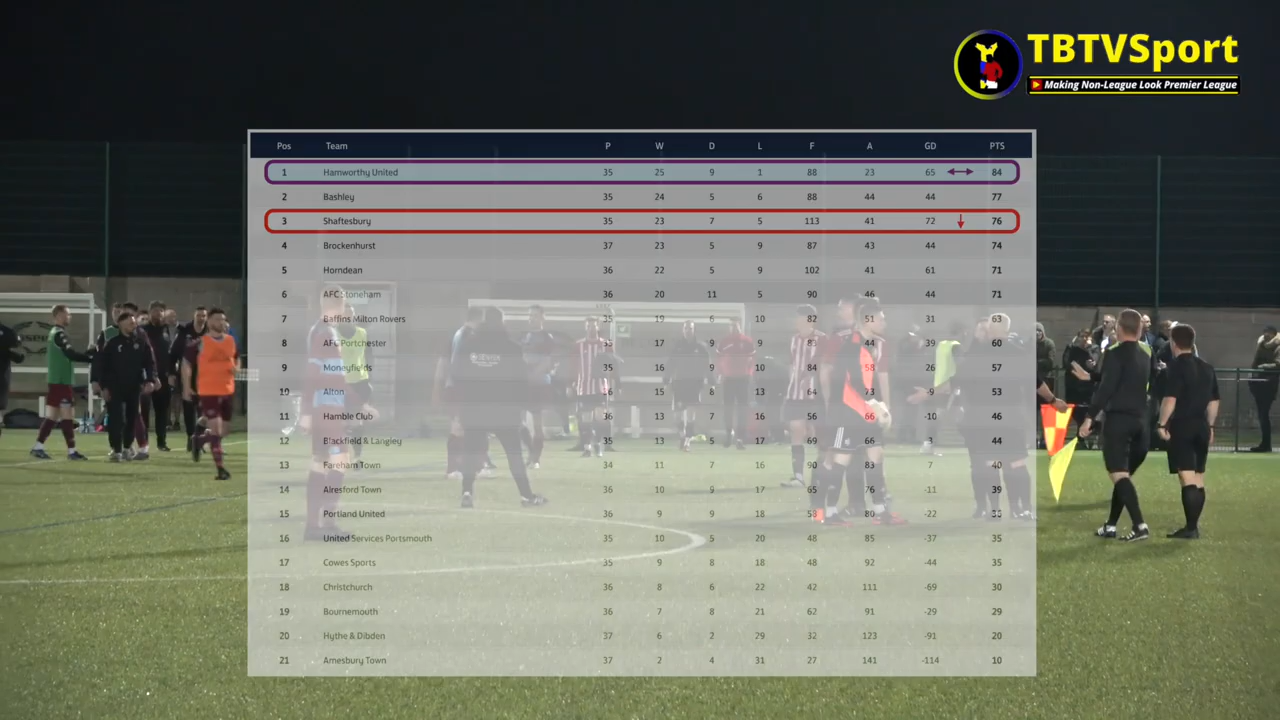 TBTVSport
Making Non-League Look Premier League
Pos Team P W D L F A GD PTS
1 Hamworthy United 35 25 9 1 88 23 65 84
2 Bashley 35 24 5 6 88 44 44 77
3 Shaftesbury 35 23 7 5 113 41 72 76
4 Brockenhurst 37 23 5 9 87 43 44 74
5 Horndean 36 22 5 9 102 41 61 71
6 AFC Stoneham 36 20 11 5 90 46 44 71
7 Baffins Milton Rovers 35 19 6 10 82 51 31 63
8 AFC Portchester 35 17 9 9 83 44 39 60
9 Moneyfields 35 16 9 10 84 58 26 57
10 Alton 36 15 8 13 64 73 -9 53
11 Hamble Club 36 13 7 16 56 66 -10 46
12 Blackfield & Langley 35 13 5 17 69 66 3 44
13 Fareham Town 34 11 7 16 90 83 7 40
14 Alresford Town 36 10 9 17 65 76 -11 39
15 Portland United 36 9 9 18 58 80 -22 36
16 United Services Portsmouth 35 10 5 20 48 85 -37 35
17 Cowes Sports 35 9 8 18 48 92 -44 35
18 Christchurch 36 8 6 22 42 111 -69 30
19 Bournemouth 36 7 8 21 62 91 -29 29
20 Hythe & Dibden 37 6 2 29 32 123 -91 20
21 Amesbury Town 37 2 4 31 27 141 -114 10